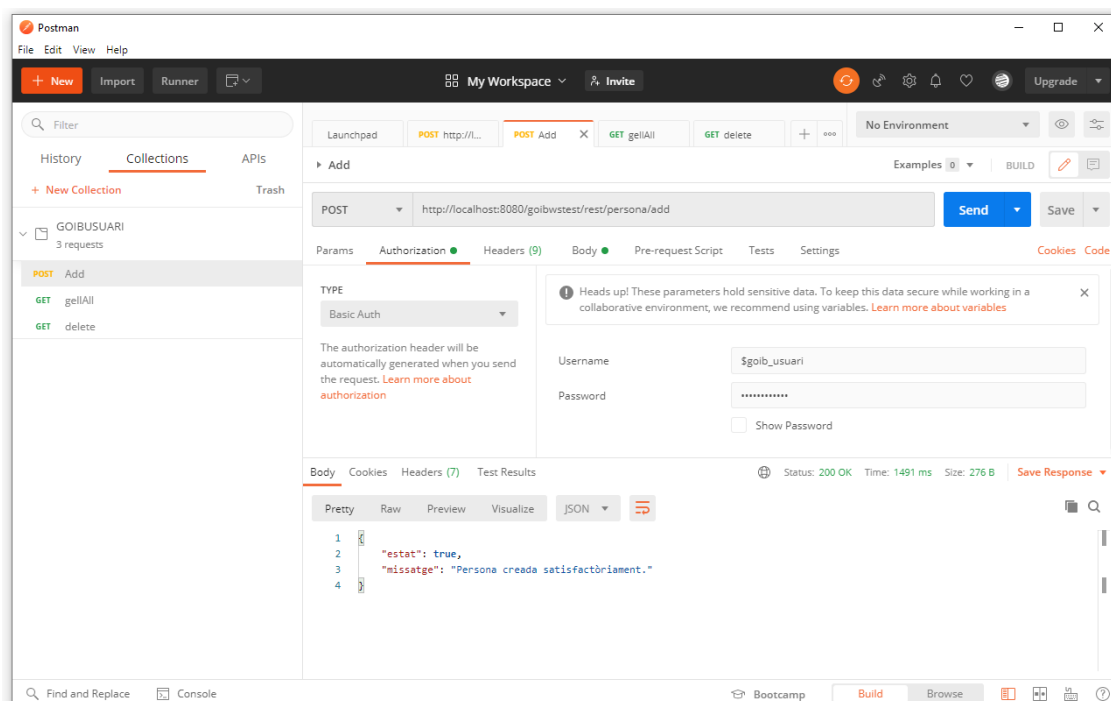 Postman
File Edit View Help
+ New Import Runner My Workspace Invite Upgrade
Filter
History Collections APIs
+ New Collection Trash
GOIBUSUARI
3 requests
POST Add
GET gellAll
GET delete
Launchpad POST http://l... POST Add GET gellAll GET delete
No Environment
Add
Examples 0 BUILD
POST http://localhost:8080/goibwstest/rest/persona/add Send Save
Params Authorization Headers (9) Body Pre-request Script Tests Settings Cookies Code
TYPE
Basic Auth
The authorization header will be
automatically generated when you send
the request. Learn more about
authorization
Heads up! These parameters hold sensitive data. To keep this data secure while working in a
collaborative environment, we recommend using variables. Learn more about variables
Username $goib_usuari
Password ••••••••••••
Show Password
Body Cookies Headers (7) Test Results Status: 200 OK Time: 1491 ms Size: 276 B Save Response
Pretty Raw Preview Visualize JSON
1 {
2 "estat": true,
3 "missatge": "Persona creada satisfactòriament."
4 }
Find and Replace Console Bootcamp Build Browse